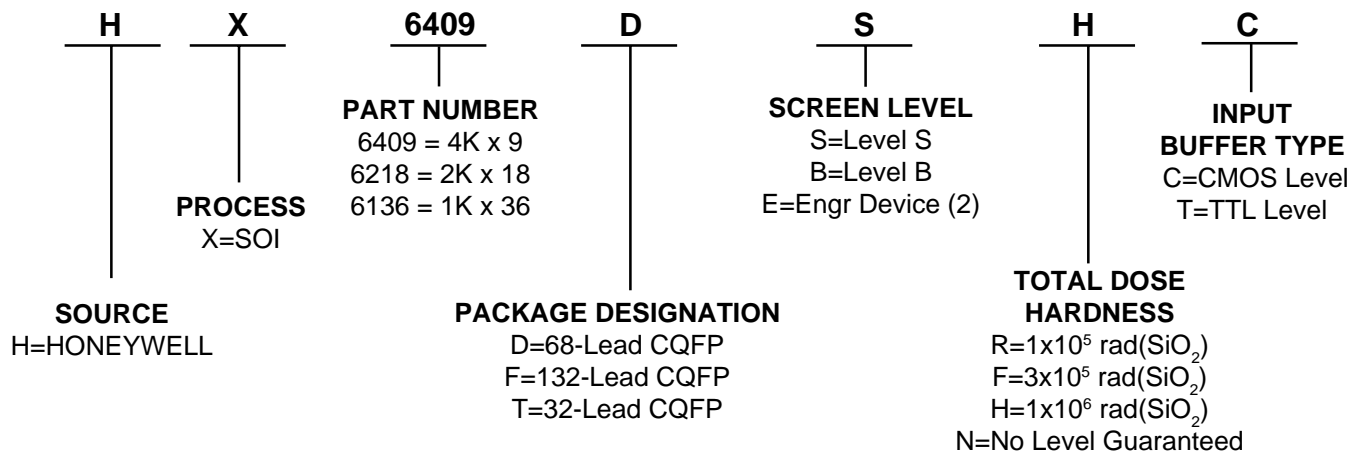 H X 6409 D S H C
PART NUMBER
6409 = 4K x 9
6218 = 2K x 18
6136 = 1K x 36
SCREEN LEVEL
S=Level S
B=Level B
E=Engr Device (2)
INPUT
BUFFER TYPE
C=CMOS Level
T=TTL Level
PROCESS
X=SOI
SOURCE
H=HONEYWELL
PACKAGE DESIGNATION
D=68-Lead CQFP
F=132-Lead CQFP
T=32-Lead CQFP
TOTAL DOSE
HARDNESS
R=1x10⁵ rad(SiO₂)
F=3x10⁵ rad(SiO₂)
H=1x10⁶ rad(SiO₂)
N=No Level Guaranteed